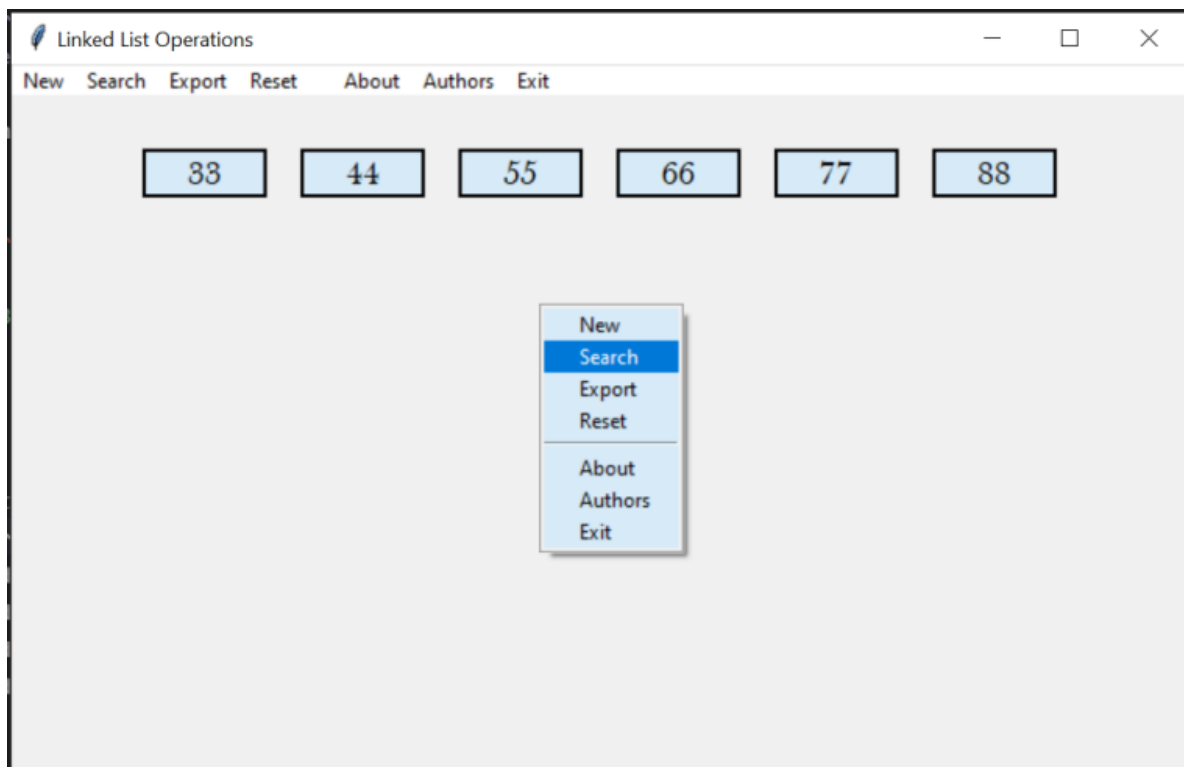 Linked List Operations
New Search Export Reset About Authors Exit
33 44 55 66 77 88
New
Search
Export
Reset
About
Authors
Exit